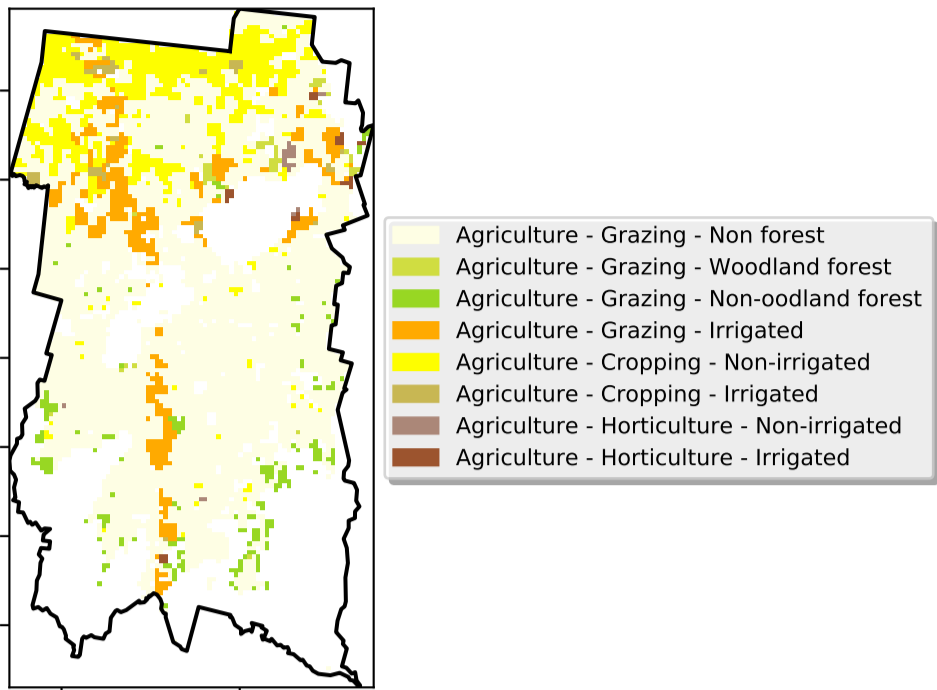 Agriculture - Grazing - Non forest
Agriculture - Grazing - Woodland forest
Agriculture - Grazing - Non-oodland forest
Agriculture - Grazing - Irrigated
Agriculture - Cropping - Non-irrigated
Agriculture - Cropping - Irrigated
Agriculture - Horticulture - Non-irrigated
Agriculture - Horticulture - Irrigated